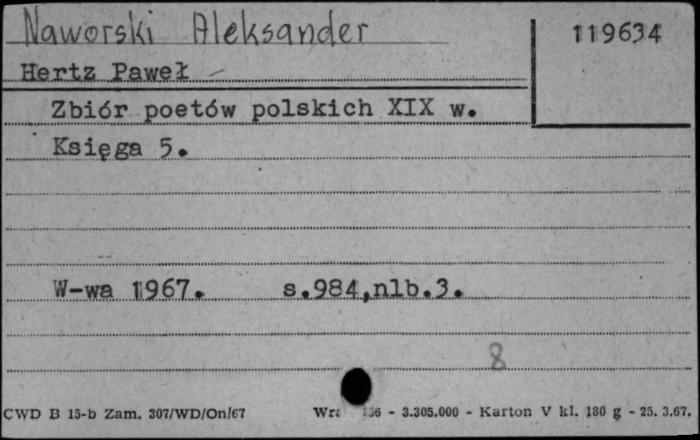 Naworski Aleksander
119634
Hertz Paweł
Zbiór poetów polskich XIX w.
Księga 5.
W-wa 1967. s.984,nlb.3.
8
CWD B 15-b Zam. 307/WD/On/67 - 3.305.000 - Karton V kl. 180 g - 25. 3.67.